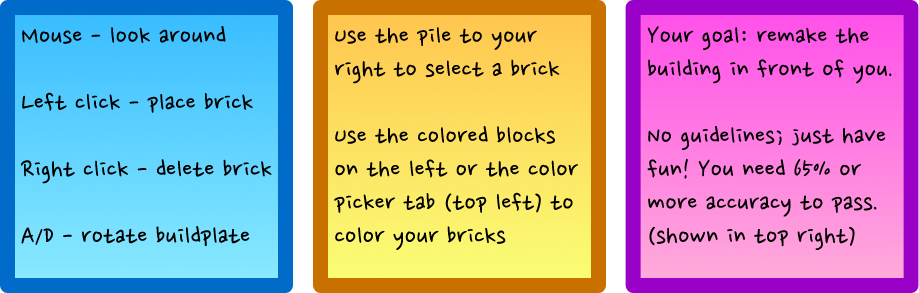 Mouse - look around
Left click - place brick
Right click - delete brick
A/D - rotate buildplate
Use the pile to your
right to select a brick
Use the colored blocks
on the left or the color
picker tab (top left) to
color your bricks
Your goal: remake the
building in front of you.
No guidelines; just have
fun! You need 65% or
more accuracy to pass.
(shown in top right)